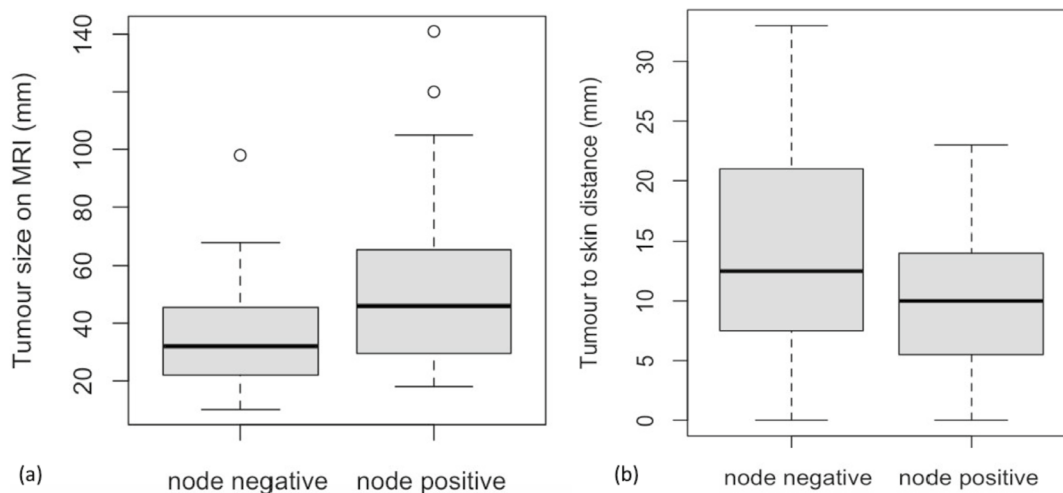 Tumour size on MRI (mm)
140
100
80
60
40
20
node negative node positive
(a)
Tumour to skin distance (mm)
30
25
20
15
10
5
0
node negative node positive
(b)